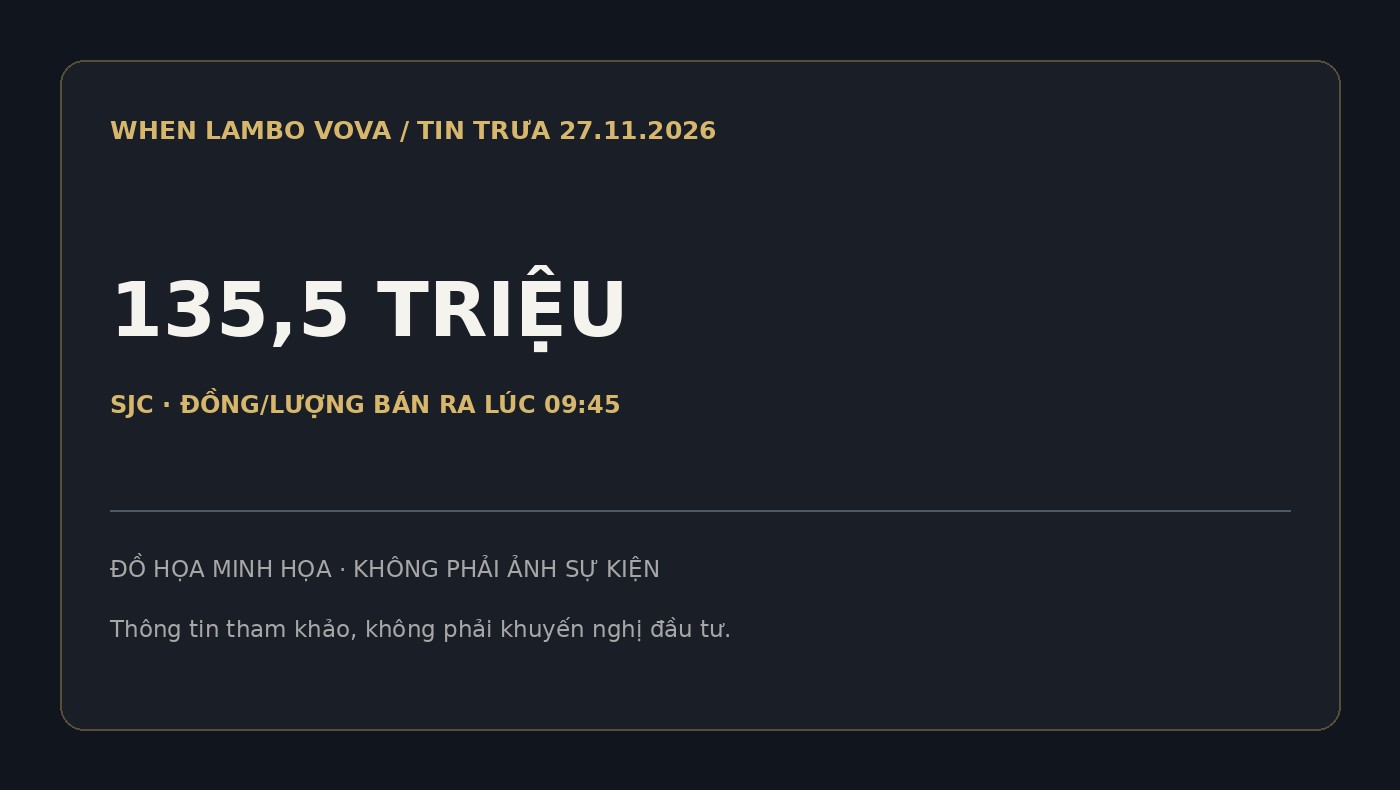 WHEN LAMBO VOVA / TIN TRƯA 27.11.2026
135,5 TRIỆU
SJC · ĐỒNG/LƯỢNG BÁN RA LÚC 09:45
ĐỒ HỌA MINH HỌA · KHÔNG PHẢI ẢNH SỰ KIỆN
Thông tin tham khảo, không phải khuyến nghị đầu tư.